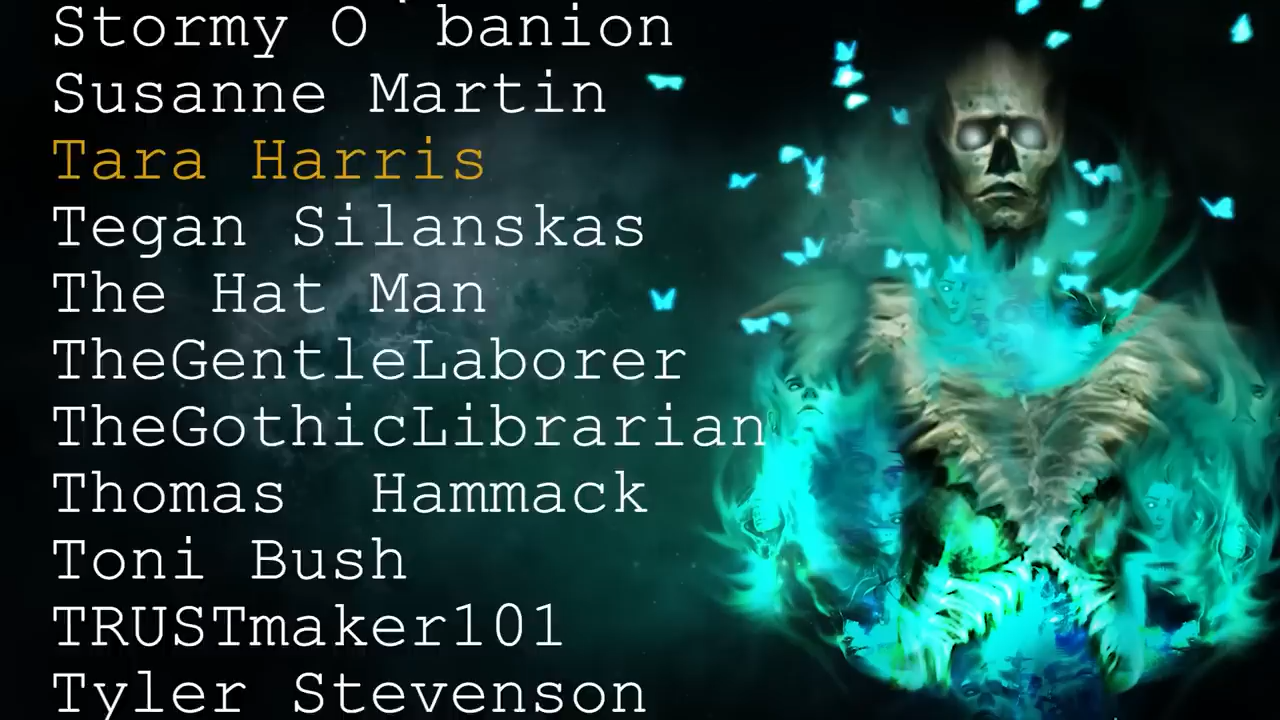 Stormy O banion
Susanne Martin
Tara Harris
Tegan Silanskas
The Hat Man
TheGentleLaborer
TheGothicLibrarian
Thomas  Hammack
Toni Bush
TRUSTmaker101
Tyler Stevenson